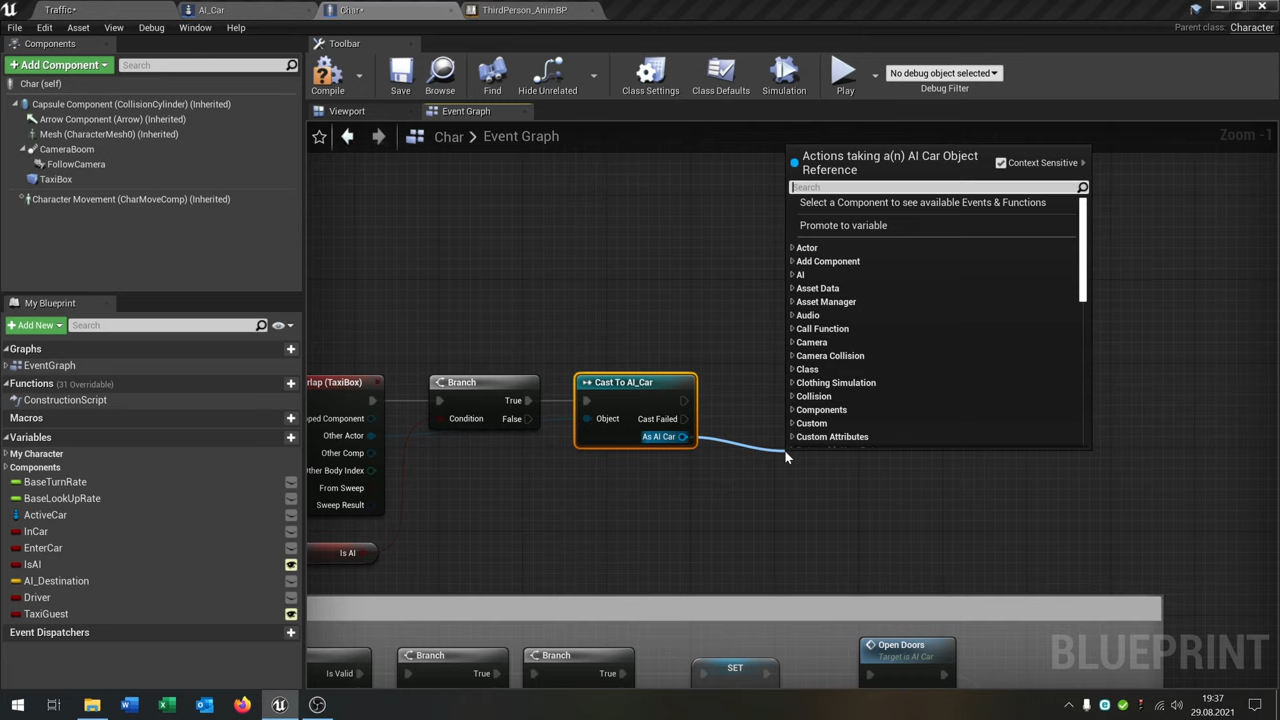 Traffic*
AI_Car
Char*
ThirdPerson_AnimBP
File Edit Asset View Debug Window Help
Parent class: Character
Components
Toolbar
+ Add Component
Search
Char (self)
Compile
Save
Browse
Find
Hide Unrelated
Class Settings
Class Defaults
Simulation
Play
No debug object selected
Debug Filter
Capsule Component (CollisionCylinder) (Inherited)
Arrow Component (Arrow) (Inherited)
Mesh (CharacterMesh0) (Inherited)
CameraBoom
FollowCamera
TaxiBox
Character Movement (CharMoveComp) (Inherited)
Viewport
Event Graph
Char > Event Graph
Zoom -1
Actions taking a(n) AI Car Object
Reference
Context Sensitive
Search
Select a Component to see available Events & Functions
Promote to variable
Actor
Add Component
AI
Asset Data
Asset Manager
Audio
Call Function
Camera
Camera Collision
Class
Clothing Simulation
Collision
Components
Custom
Custom Attributes
My Blueprint
+ Add New
Search
Graphs
EventGraph
Functions (31 Overridable)
ConstructionScript
Macros
Variables
My Character
Components
BaseTurnRate
BaseLookUpRate
ActiveCar
InCar
EnterCar
IsAI
AI_Destination
Driver
TaxiGuest
Event Dispatchers
rlap (TaxiBox)
pped Component
Other Actor
Other Comp
Other Body Index
From Sweep
Sweep Result
Is AI
Branch
True
Condition
False
Cast To AI_Car
Object
Cast Failed
As AI Car
Is Valid
Branch
True
Branch
True
SET
Open Doors
Target is AI Car
BLUEPRINT
19:37
29.08.2021